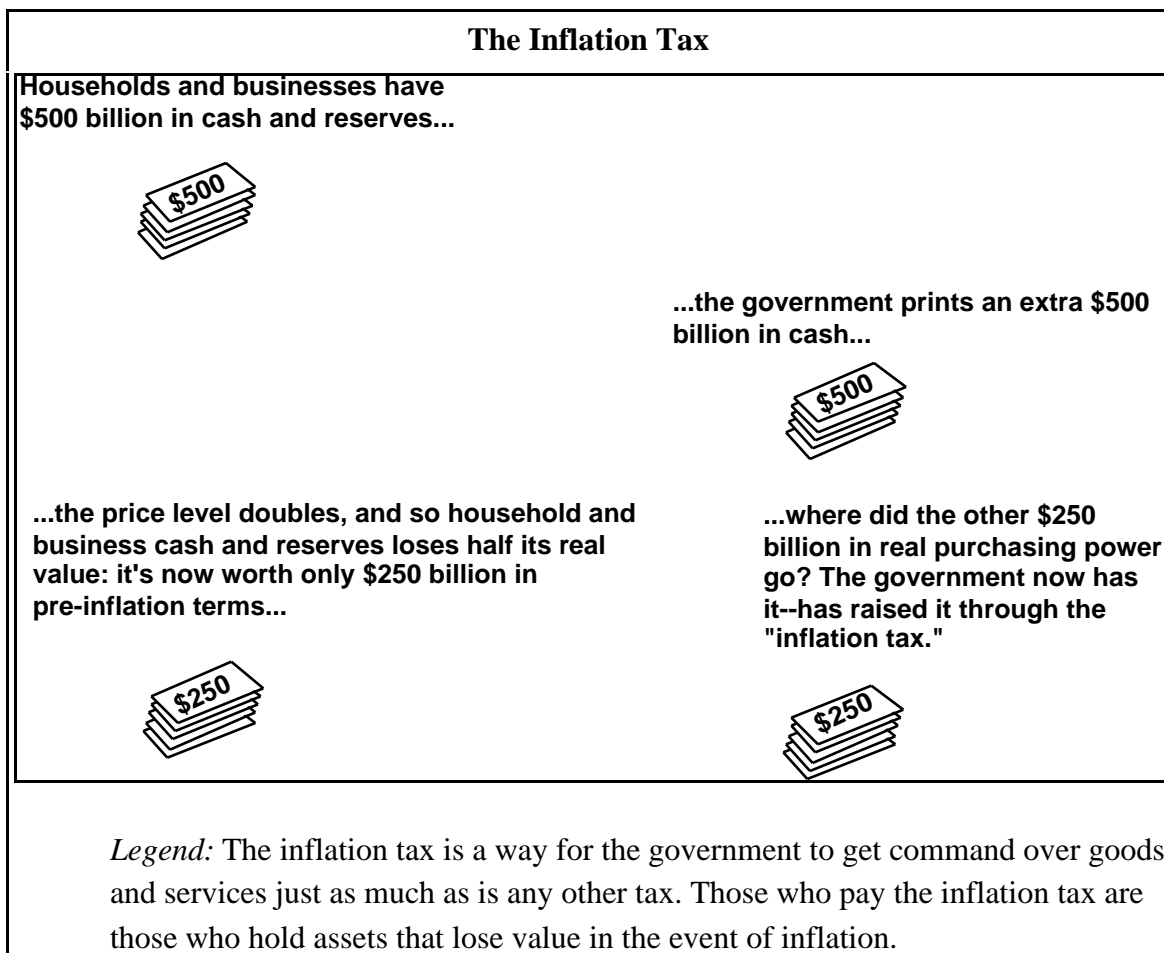 The Inflation Tax
Households and businesses have
$500 billion in cash and reserves...
$500
...the government prints an extra $500
billion in cash...
$500
...the price level doubles, and so household and
business cash and reserves loses half its real
value: it's now worth only $250 billion in
pre-inflation terms...
$250
...where did the other $250
billion in real purchasing power
go? The government now has
it--has raised it through the
"inflation tax."
$250
Legend: The inflation tax is a way for the government to get command over goods
and services just as much as is any other tax. Those who pay the inflation tax are
those who hold assets that lose value in the event of inflation.